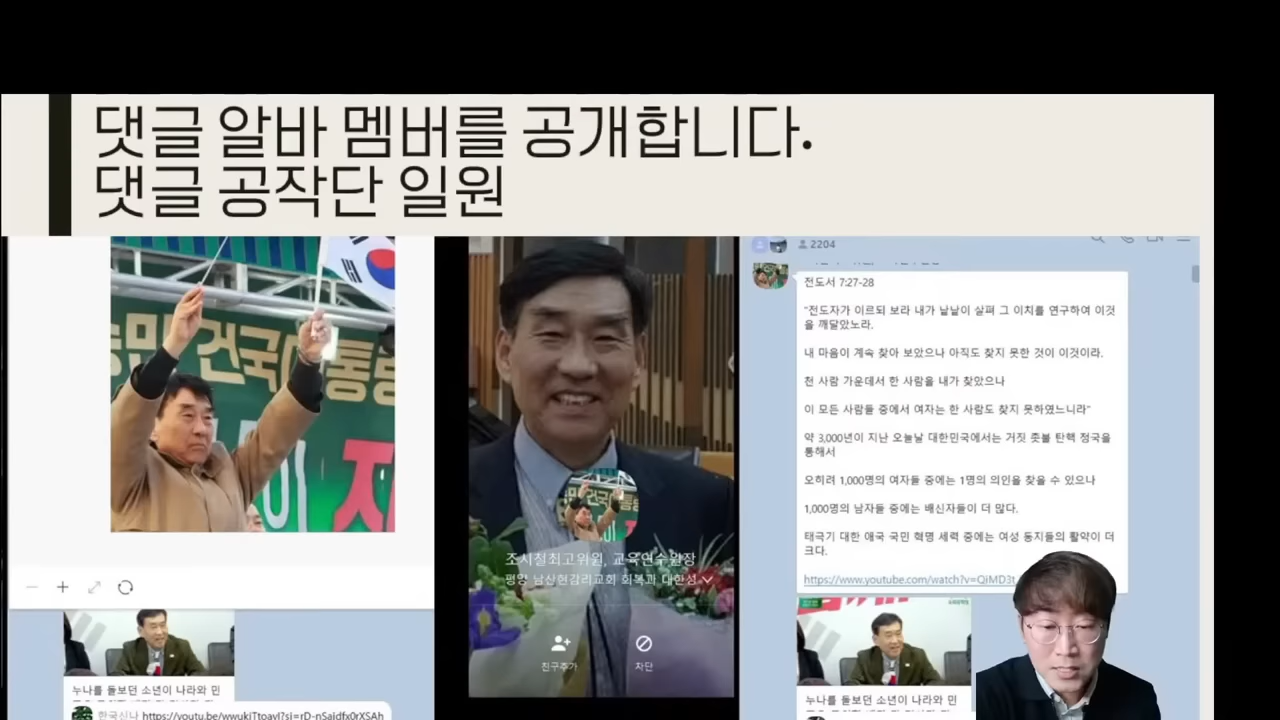 댓글 알바 멤버를 공개합니다.
댓글 공작단 일원
건국대통령
2204
전도서 7:27-28
"전도자가 이르되 보라 내가 낱낱이 살펴 그 이치를 연구하여 이것
을 깨달았노라.
내 마음이 계속 찾아 보았으나 아직도 찾지 못한 것이 이것이라.
천 사람 가운데서 한 사람을 내가 찾았으나
이 모든 사람들 중에서 여자는 한 사람도 찾지 못하였느니라"
약 3,000년이 지난 오늘날 대한민국에서는 거짓 촛불 탄핵 정국을
통해서
오히려 1,000명의 여자들 중에는 1명의 의인을 찾을 수 있으나
1,000명의 남자들 중에는 배신자들이 더 많다.
태극기 대한 애국 국민 혁명 세력 중에는 여성 동지들의 활약이 더
크다.
https://www.youtube.com/watch?v=QiMD3t
조시철최고위원, 교육연수원장
평양 남산현감리교회 회복과 대한성
친구추가
차단
누나를 돌보던 소년이 나라와 민
한국신나 https://youtu.be/wwukiTtoavI?si=rD-nSajdfx0rXSAh
누나를 돌보던 소년이 나라와 민